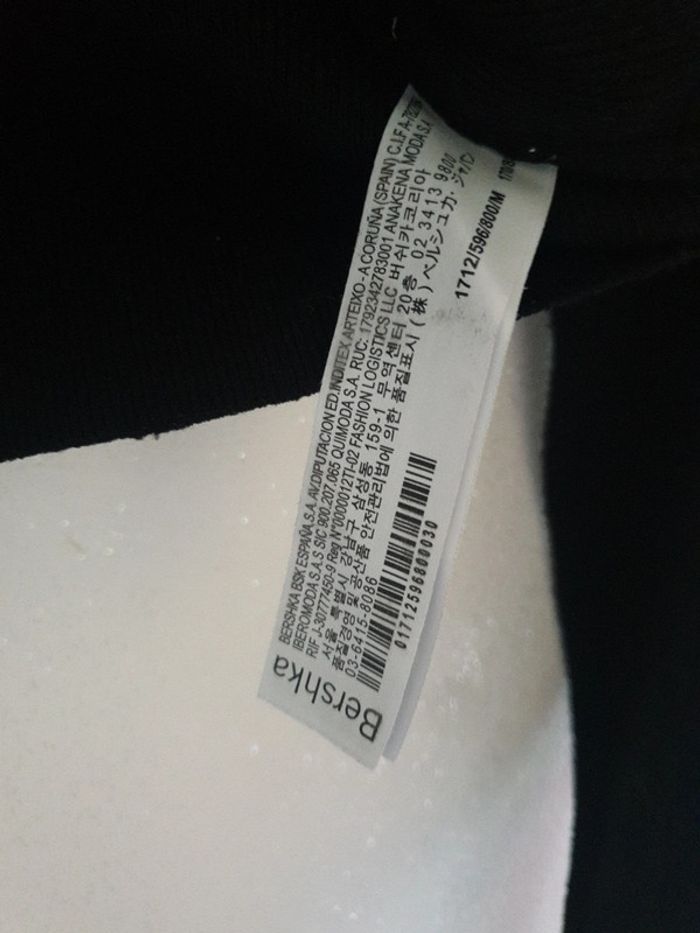 Bershka
BERSHKA BSK ESPAÑA S.A. AV.DIPUTACION ED.INDITEX ARTEIXO - A CORUÑA (SPAIN) C.I.F A-
IBEROMODA S.A.S SIC 900.207.065 QUIMODA S.A. RUC: 1792342783001 ANAKENA MODA S.A
RIF J-30777450-9 Reg Nº0000012TI-02 FASHION LOGISTICS LLC 버쉬카코리아
서울 특별시 강남구 삼성동 159-1 무역센터 20층 02 3413 9800
품질경영 및 공산품 안전관리법에 의한 품질표시 (株) ベルシュカ・ジャパン
03-6415-8086
01712596800030
1712/596/800/M